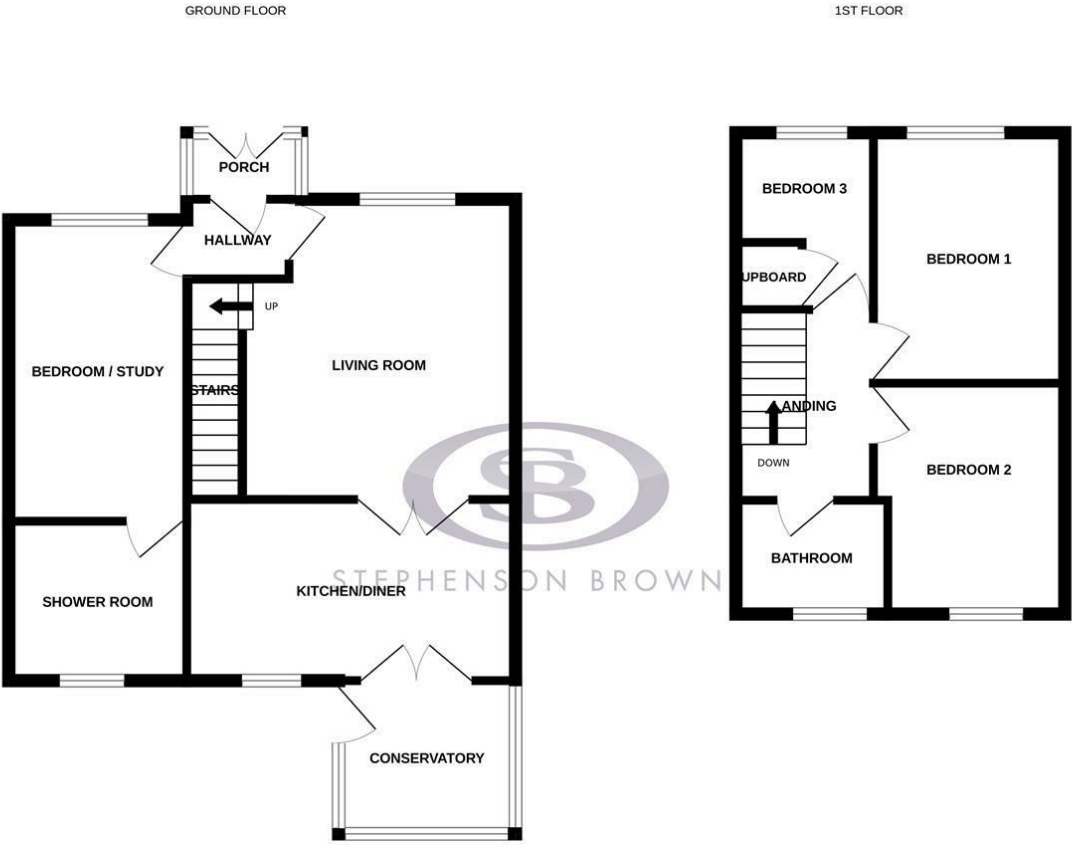 GROUND FLOOR
1ST FLOOR
PORCH
HALLWAY
UP
BEDROOM / STUDY
LIVING ROOM
STAIRS
SHOWER ROOM
KITCHEN/DINER
CONSERVATORY
BEDROOM 3
BEDROOM 1
UPBOARD
ANDING
DOWN
BEDROOM 2
BATHROOM
SB
STEPHENSON BROWN